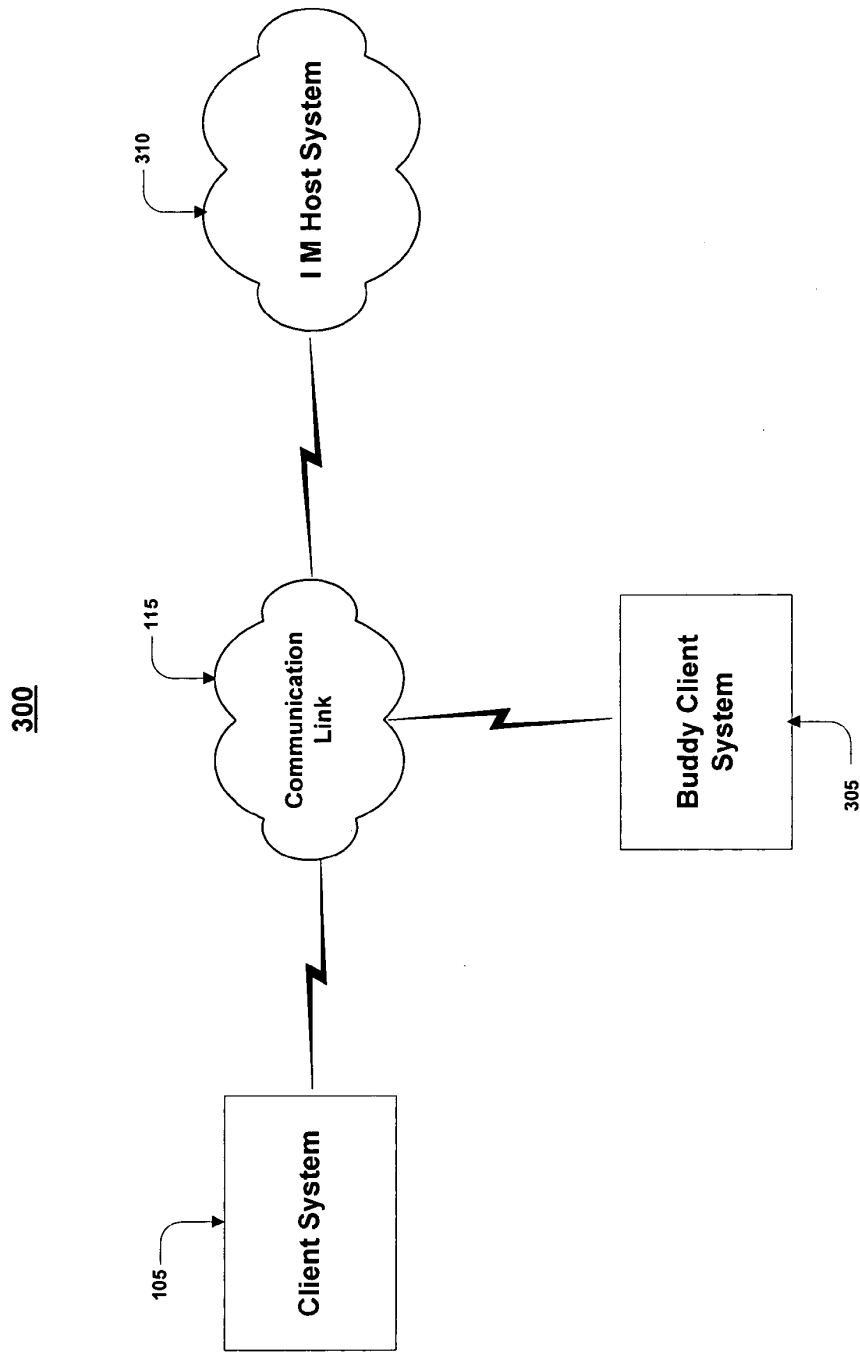 300
105
Client System
115
Communication
Link
310
I M Host System
Buddy Client
System
305